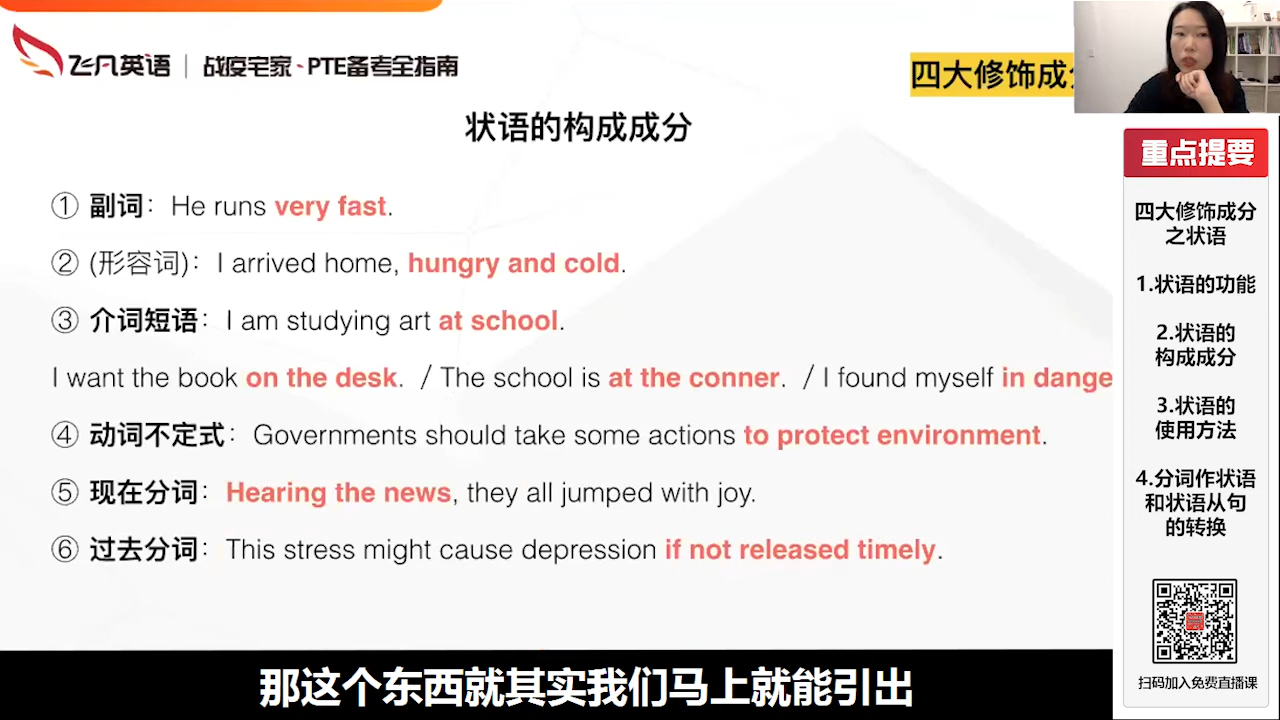 飞凡英语 | 战疫宅家、PTE备考全指南
四大修饰成
状语的构成成分
① 副词：He runs very fast.
② (形容词)：I arrived home, hungry and cold.
③ 介词短语：I am studying art at school.
I want the book on the desk. / The school is at the conner. / I found myself in dange
④ 动词不定式：Governments should take some actions to protect environment.
⑤ 现在分词：Hearing the news, they all jumped with joy.
⑥ 过去分词：This stress might cause depression if not released timely.
重点提要
四大修饰成分
之状语
1.状语的功能
2.状语的
构成成分
3.状语的
使用方法
4.分词作状语
和状语从句
的转换
扫码加入免费直播课
那这个东西就其实我们马上就能引出